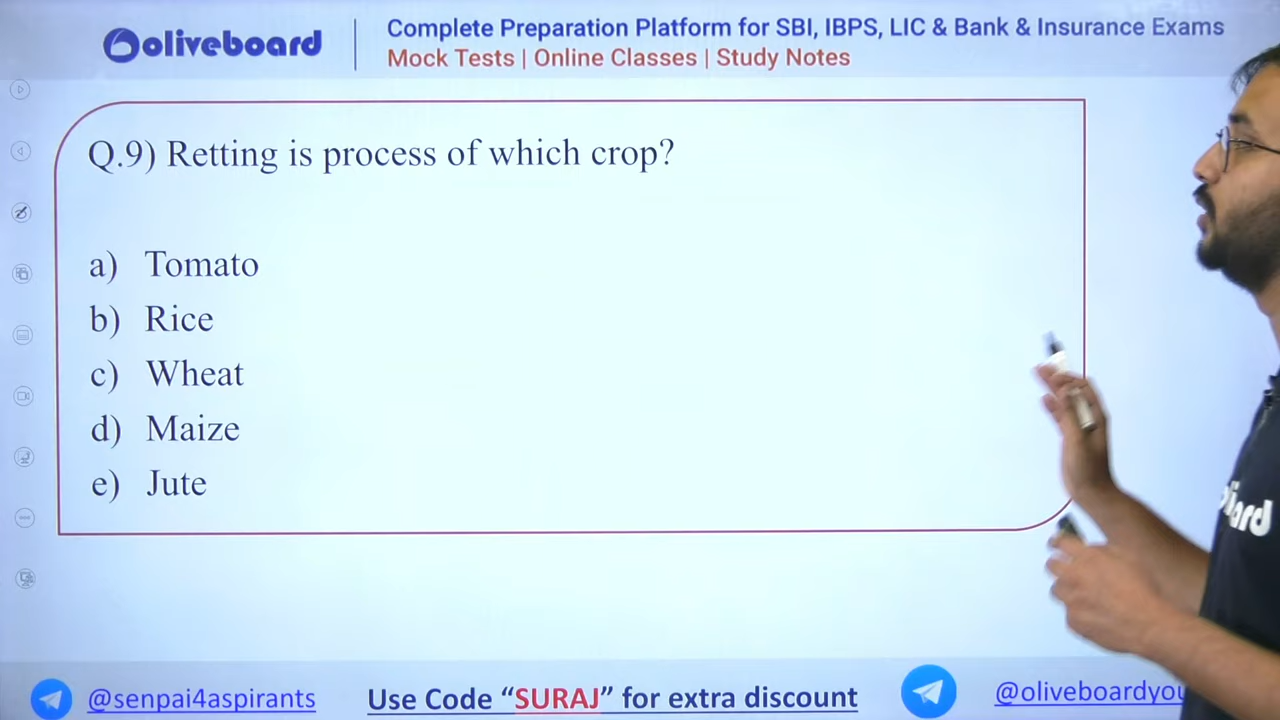 oliveboard
Complete Preparation Platform for SBI, IBPS, LIC & Bank & Insurance Exams
Mock Tests | Online Classes | Study Notes
Q.9) Retting is process of which crop?
a) Tomato
b) Rice
c) Wheat
d) Maize
e) Jute
@senpai4aspirants
Use Code “SURAJ” for extra discount